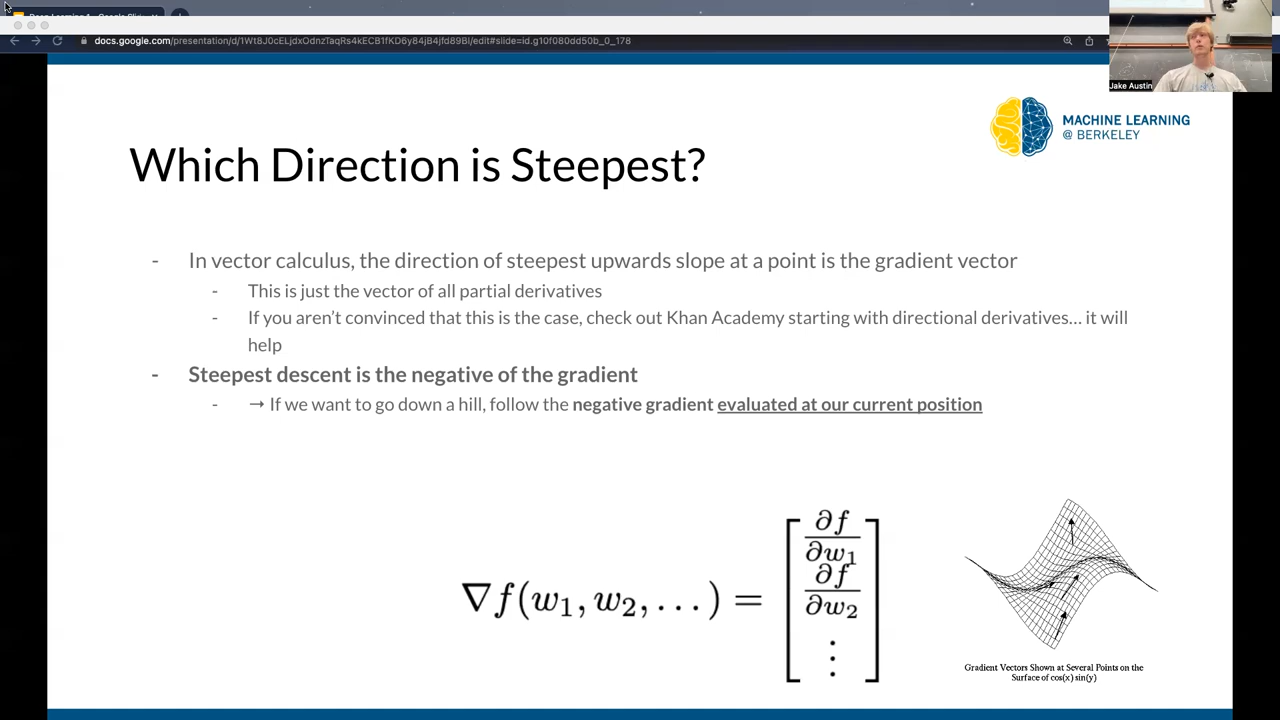 docs.google.com/presentation/d/1Wt8J0cELjdxOdnzTaqRs4kECB1fKD6y84jB4jfd89BI/edit#slide=id.g10f080dd50b_0_178
Jake Austin
MACHINE LEARNING
@ BERKELEY
Which Direction is Steepest?
- In vector calculus, the direction of steepest upwards slope at a point is the gradient vector
- This is just the vector of all partial derivatives
- If you aren't convinced that this is the case, check out Khan Academy starting with directional derivatives… it will
help
- Steepest descent is the negative of the gradient
- → If we want to go down a hill, follow the negative gradient evaluated at our current position
∇f(w₁, w₂, . . . ) = [ ∂f/∂w₁ ∂f/∂w₂ ⋮ ]
Gradient Vectors Shown at Several Points on the
Surface of cos(x) sin(y)